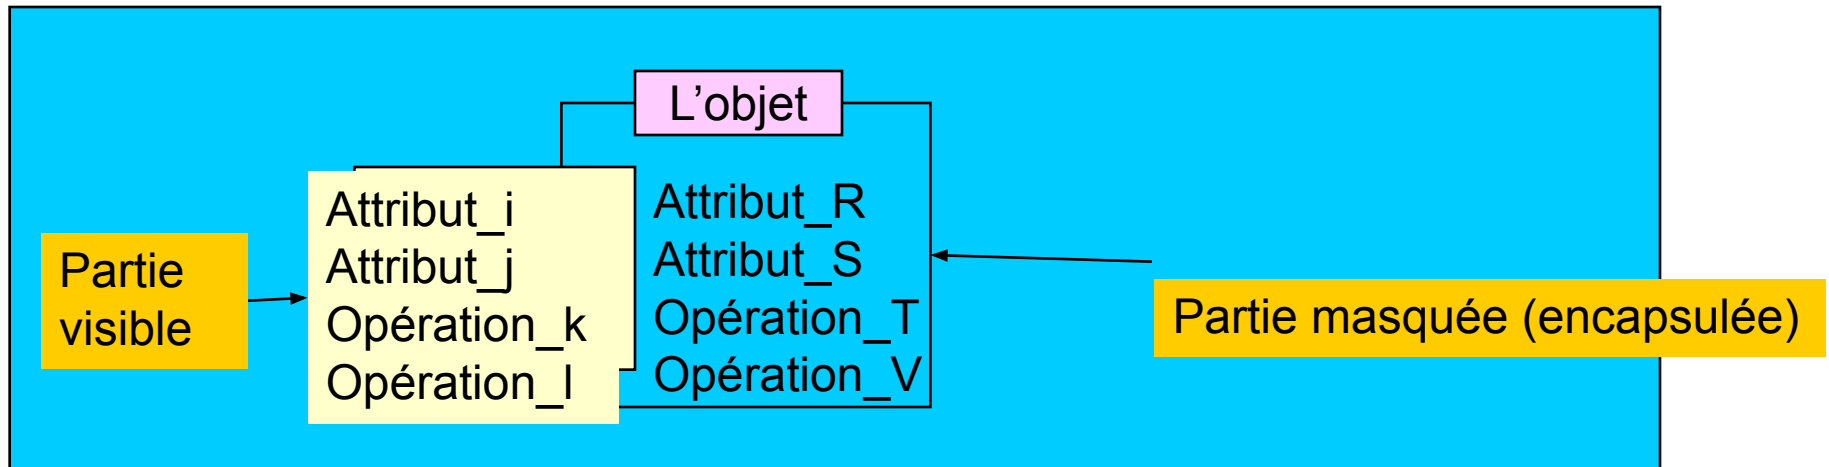 L’objet
Partie
visible
Attribut_i
Attribut_j
Opération_k
Opération_l
Attribut_R
Attribut_S
Opération_T
Opération_V
Partie masquée (encapsulée)